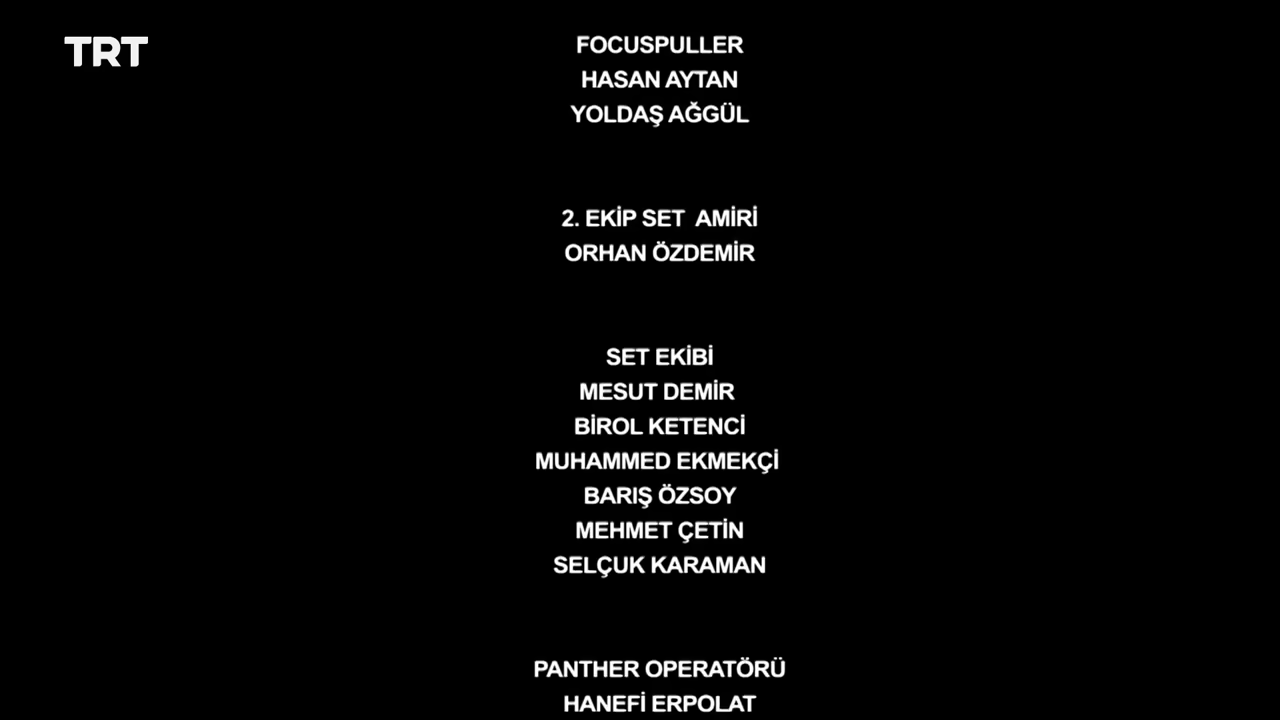 TRT
FOCUSPULLER
HASAN AYTAN
YOLDAŞ AĞGÜL
2. EKİP SET  AMİRİ
ORHAN ÖZDEMİR
SET EKİBİ
MESUT DEMİR
BİROL KETENCİ
MUHAMMED EKMEKÇİ
BARIŞ ÖZSOY
MEHMET ÇETİN
SELÇUK KARAMAN
PANTHER OPERATÖRÜ
HANEFİ ERPOLAT